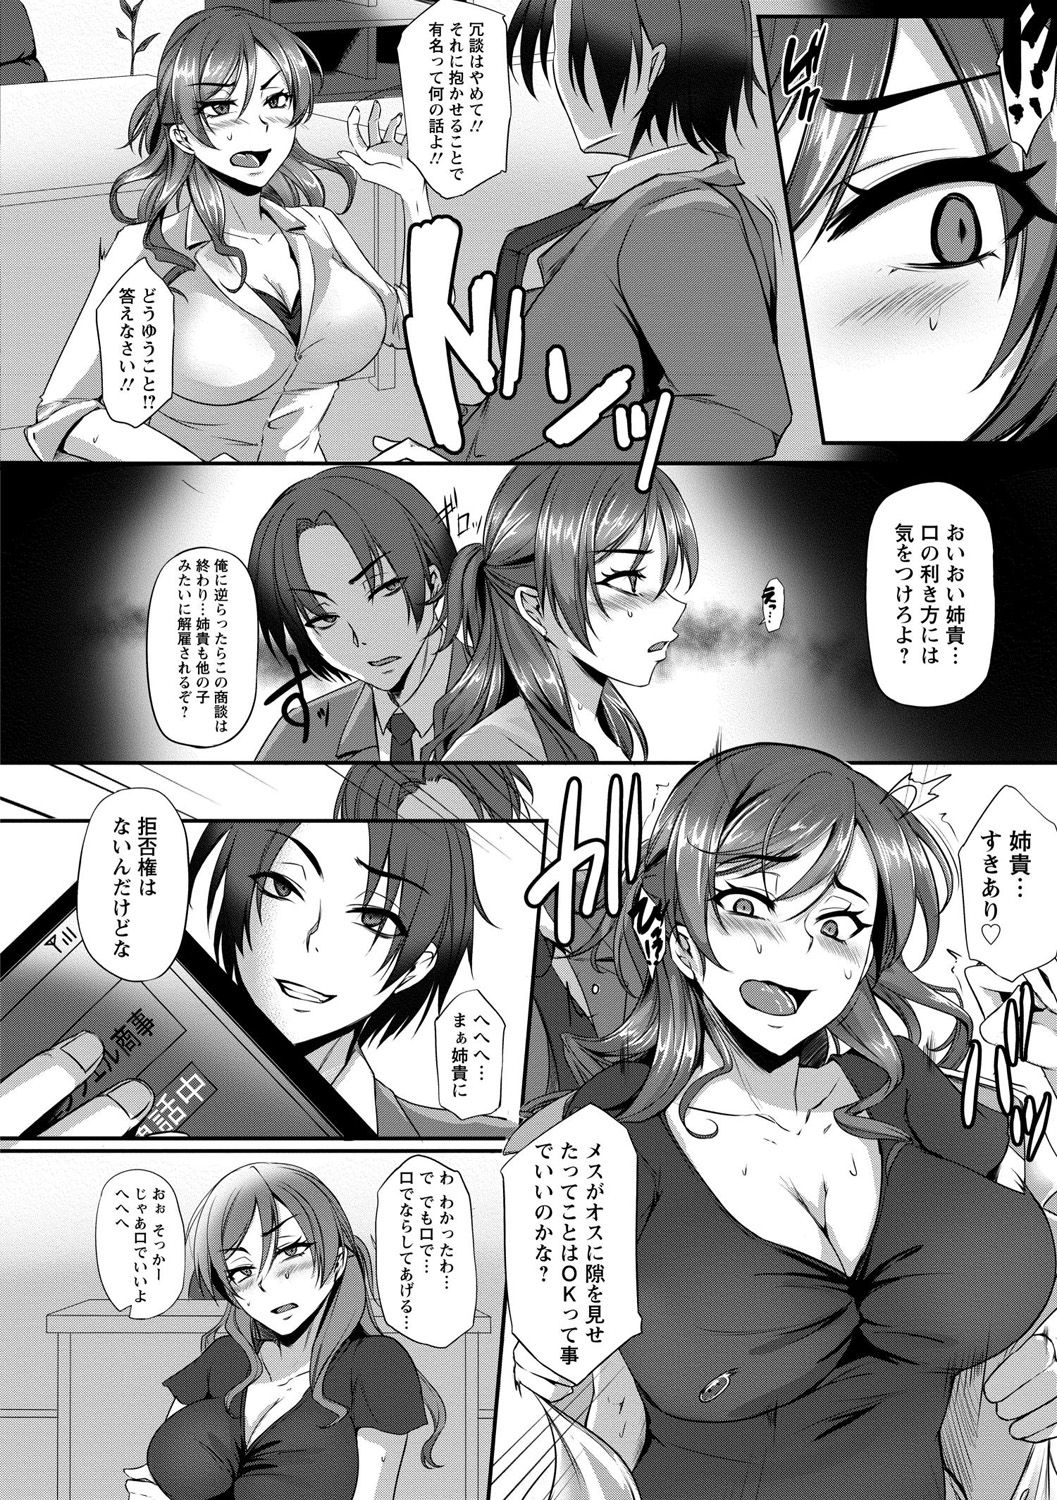 冗談はやめて!!
それに抱かせることで
有名って何の話よ!!
どうゆうこと!?
答えなさい!!
おいおい姉貴…
口の利き方には
気をつけろよ?
えっ…
俺に逆らったらこの商談は
終わり…姉貴も他の子
みたいに解雇されるぞ?
姉貴…
すきあり♡
メスがオスに隙を見せ
たってことはOKって事
でいいのかな?
へへへ…
まぁ姉貴に
拒否権は
ないんだけどな
シェル商事
話中
わ わかったわ…
で でも口で…
口でならしてあげる…
おぉ そっかー
じゃあ口でいいよ
へへへ